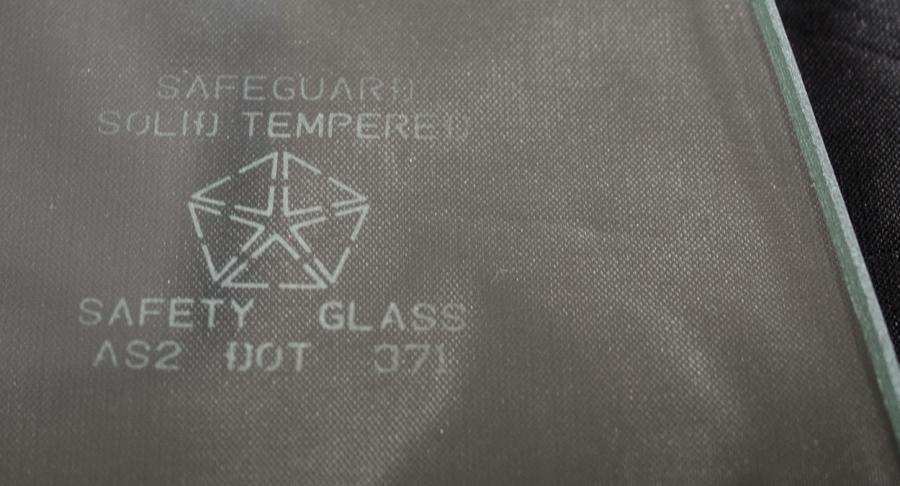 SAFEGUARD
SOLID TEMPERED
SAFETY GLASS
AS2 DOT 371